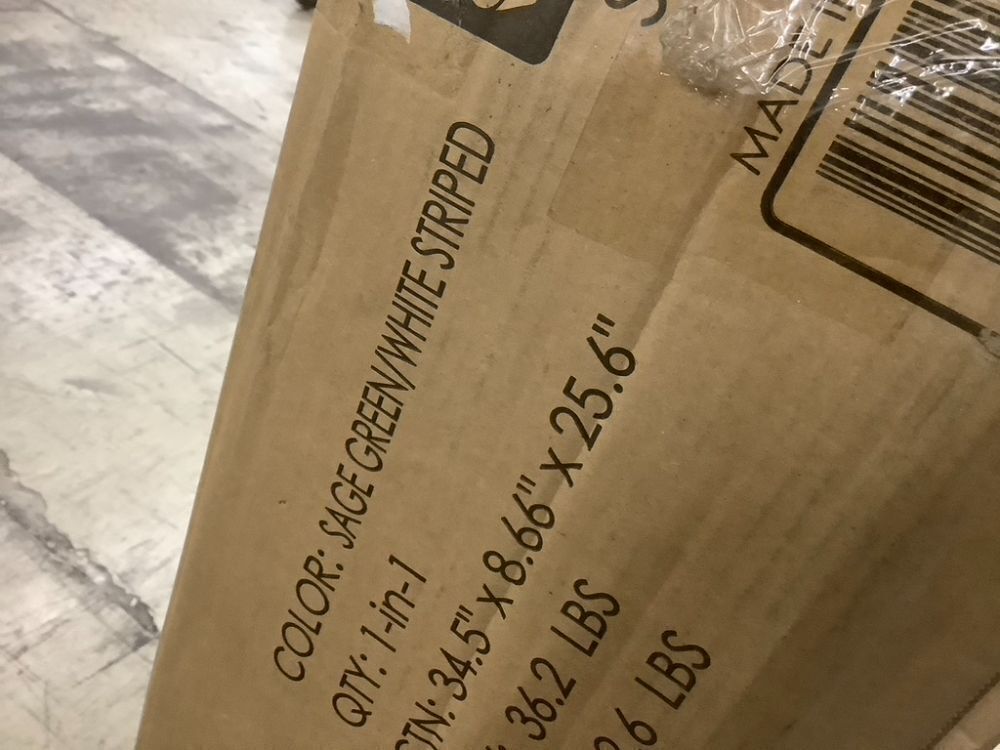 MADE
COLOR: SAGE GREEN/WHITE STRIPED
QTY: 1-in-1
34.5" x 8.66" x 25.6"
36.2 LBS
LBS